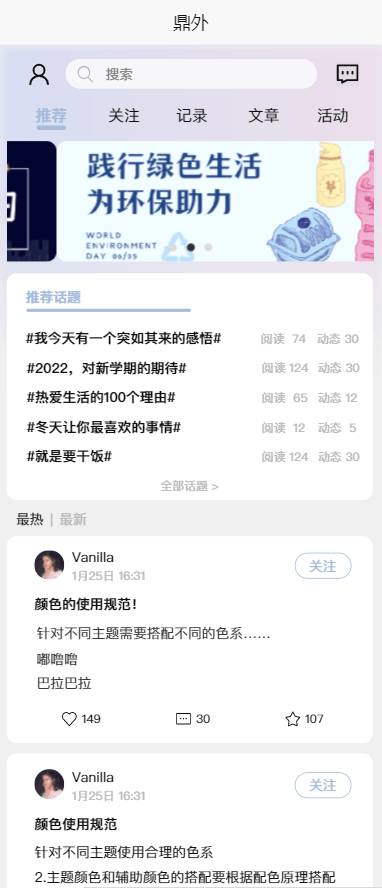 鼎外
搜索
推荐 关注 记录 文章 活动
践行绿色生活
为环保助力
WORLD
ENVIRONMENT
DAY 06/05
推荐话题
#我今天有一个突如其来的感悟# 阅读 74 动态 30
#2022，对新学期的期待# 阅读 124 动态 30
#热爱生活的100个理由# 阅读 65 动态 12
#冬天让你最喜欢的事情# 阅读 12 动态 5
#就是要干饭# 阅读 124 动态 30
全部话题 >
最热 | 最新
Vanilla
1月25日 16:31
关注
颜色的使用规范！
针对不同主题需要搭配不同的色系……
嘟噜噜
巴拉巴拉
149 30 107
Vanilla
1月25日 16:31
关注
颜色使用规范
针对不同主题使用合理的色系
2.主题颜色和辅助颜色的搭配要根据配色原理搭配